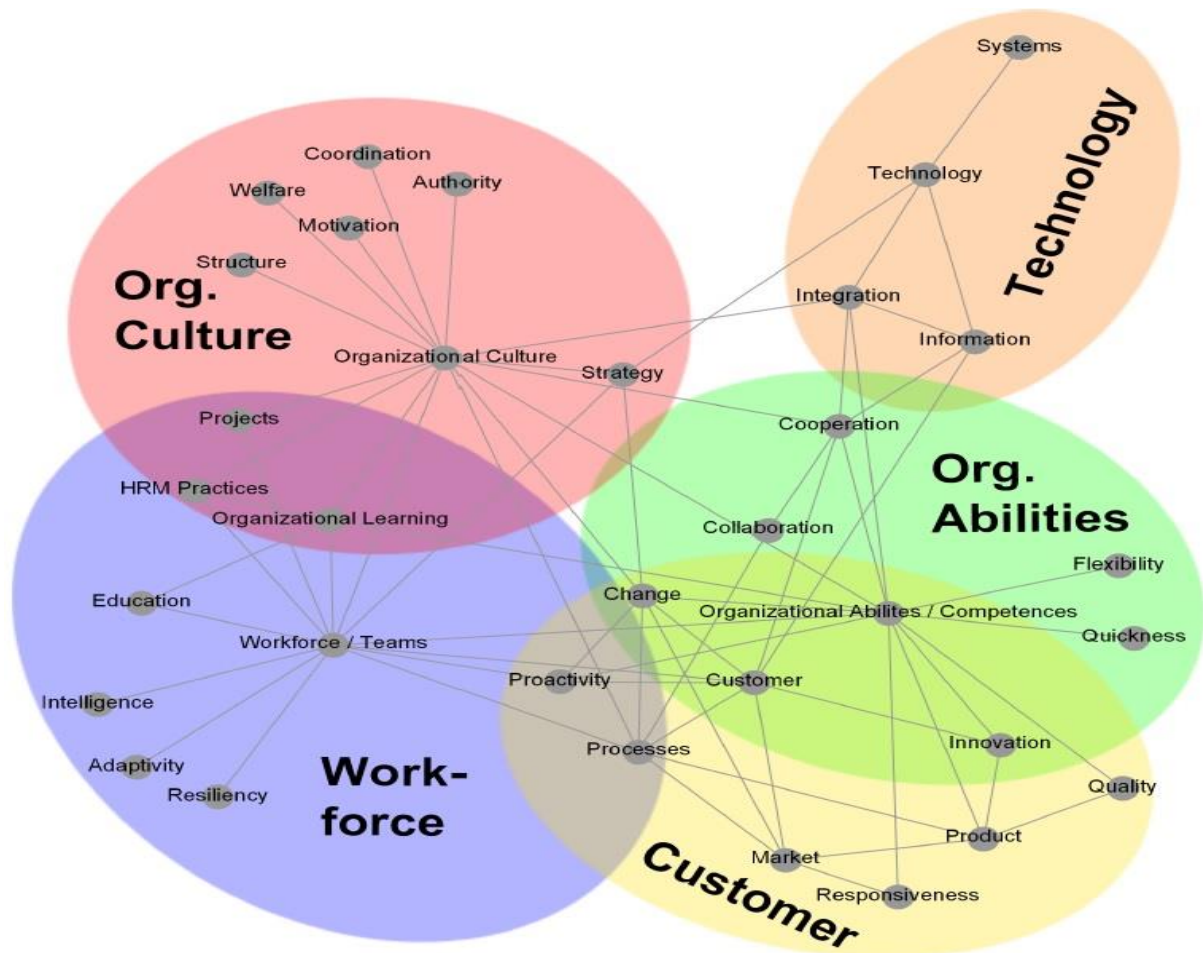 Systems
Technology
Technology
Coordination
Authority
Welfare
Motivation
Structure
Org.
Culture
Integration
Information
Organizational Culture
Strategy
Projects
Cooperation
HRM Practices
Organizational Learning
Org.
Abilities
Collaboration
Flexibility
Education
Change
Organizational Abilites / Competences
Quickness
Workforce / Teams
Proactivity
Customer
Intelligence
Processes
Innovation
Adaptivity
Resiliency
Work-
force
Quality
Product
Market
Customer
Responsiveness